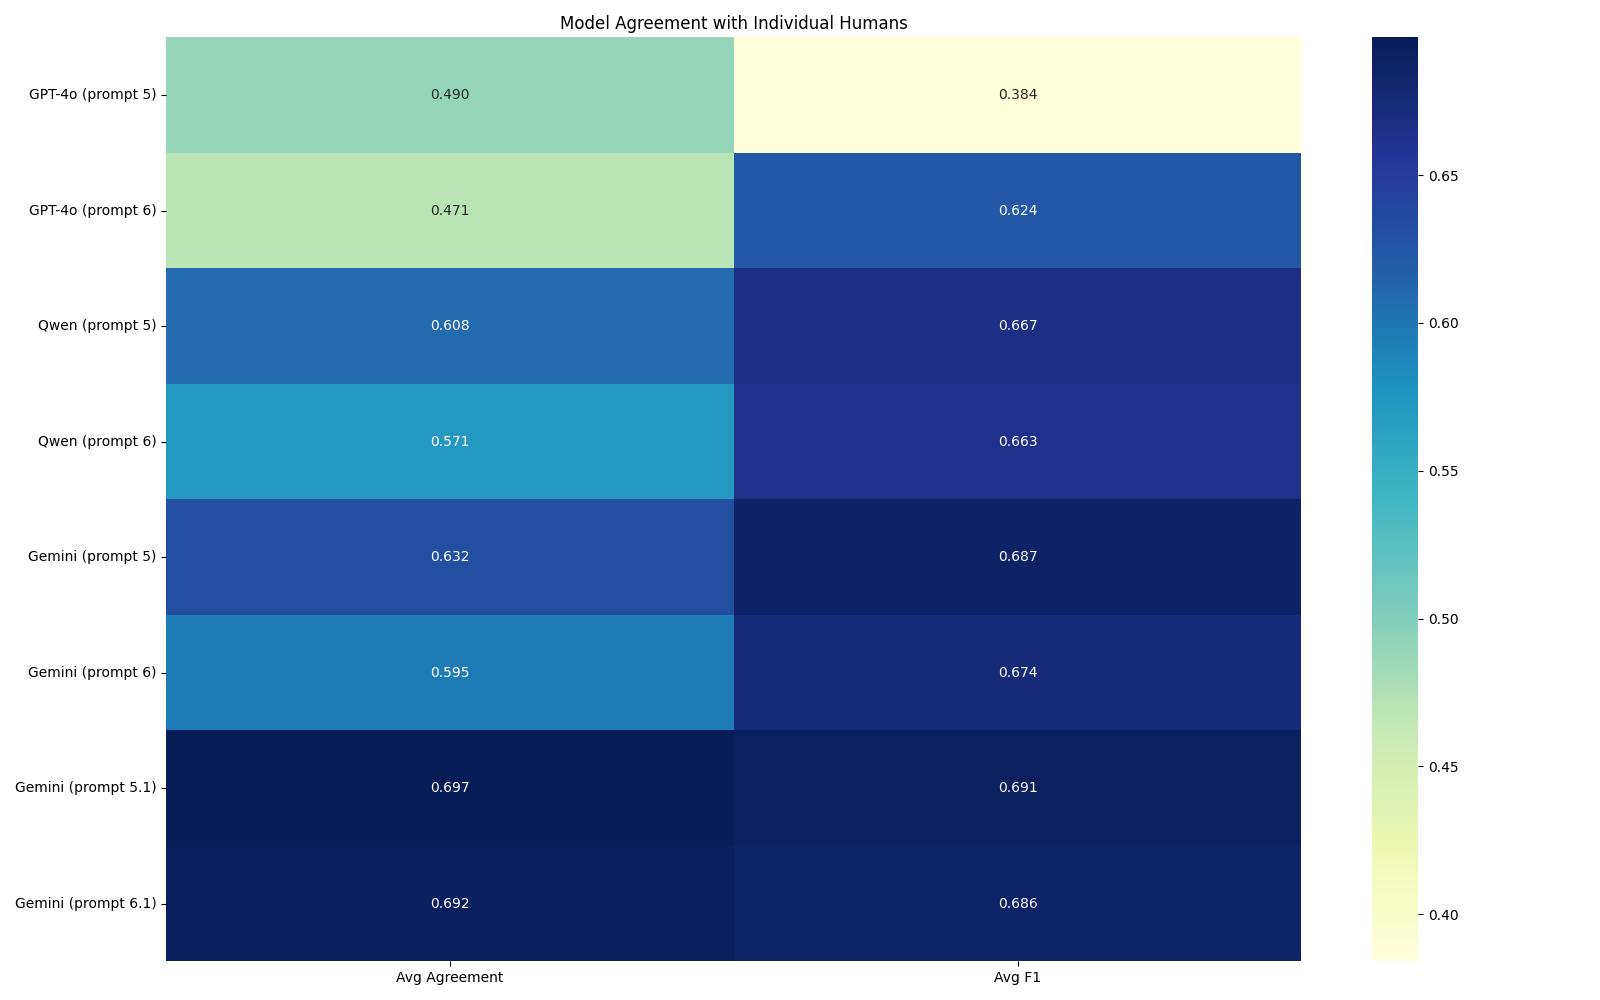 Model Agreement with Individual Humans
GPT-4o (prompt 5) 0.490 0.384
GPT-4o (prompt 6) 0.471 0.624
Qwen (prompt 5) 0.608 0.667
Qwen (prompt 6) 0.571 0.663
Gemini (prompt 5) 0.632 0.687
Gemini (prompt 6) 0.595 0.674
Gemini (prompt 5.1) 0.697 0.691
Gemini (prompt 6.1) 0.692 0.686
Avg Agreement Avg F1
0.65
0.60
0.55
0.50
0.45
0.40